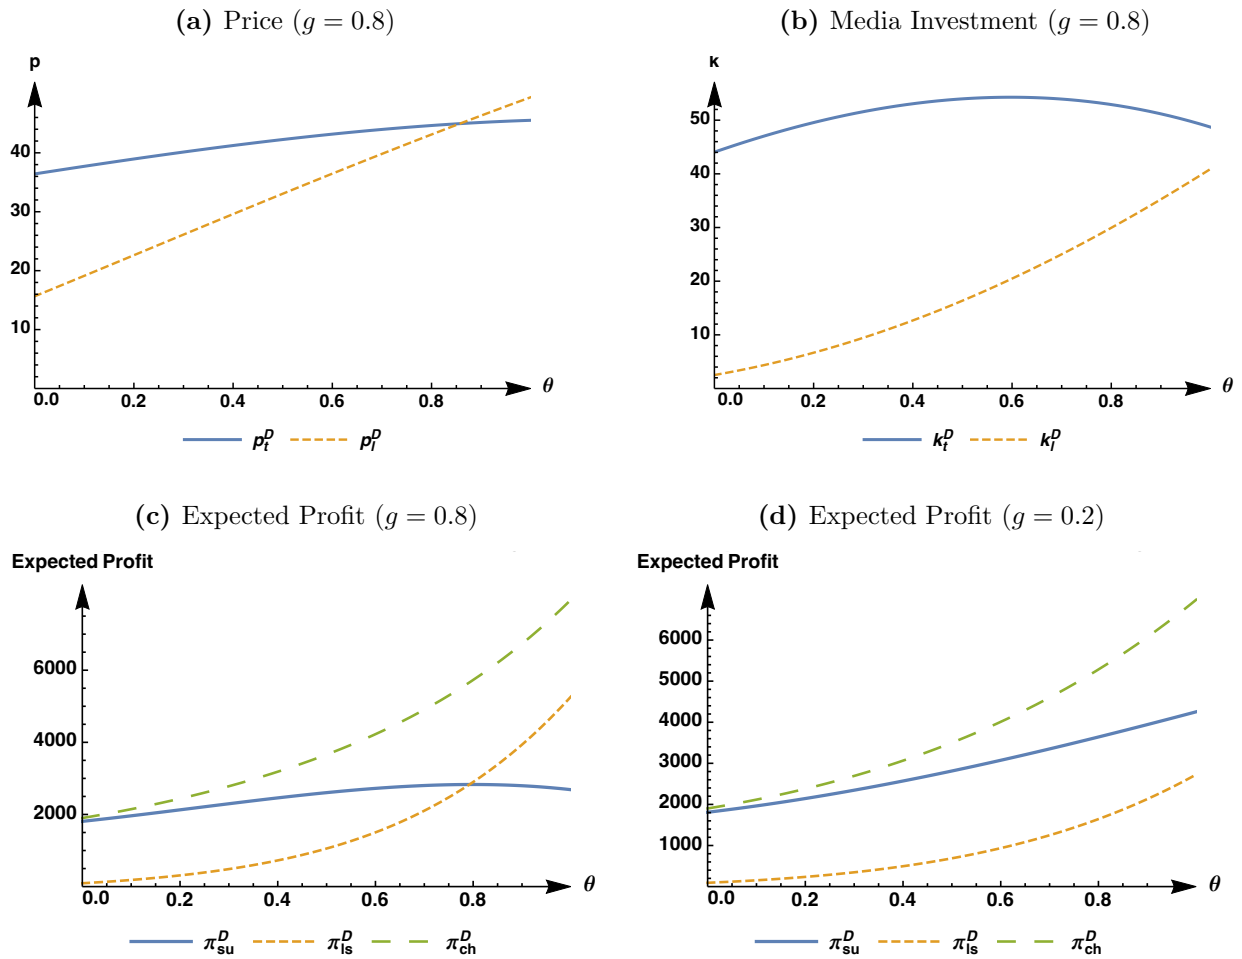 (a) Price (g = 0.8)
p
40
30
20
10
0.0 0.2 0.4 0.6 0.8 θ
p_t^D p_l^D
(b) Media Investment (g = 0.8)
κ
50
40
30
20
10
0.0 0.2 0.4 0.6 0.8 θ
k_t^D k_l^D
(c) Expected Profit (g = 0.8)
Expected Profit
6000
4000
2000
0.0 0.2 0.4 0.6 0.8 θ
π_su^D π_ls^D π_ch^D
(d) Expected Profit (g = 0.2)
Expected Profit
6000
5000
4000
3000
2000
1000
0.0 0.2 0.4 0.6 0.8 θ
π_su^D π_ls^D π_ch^D